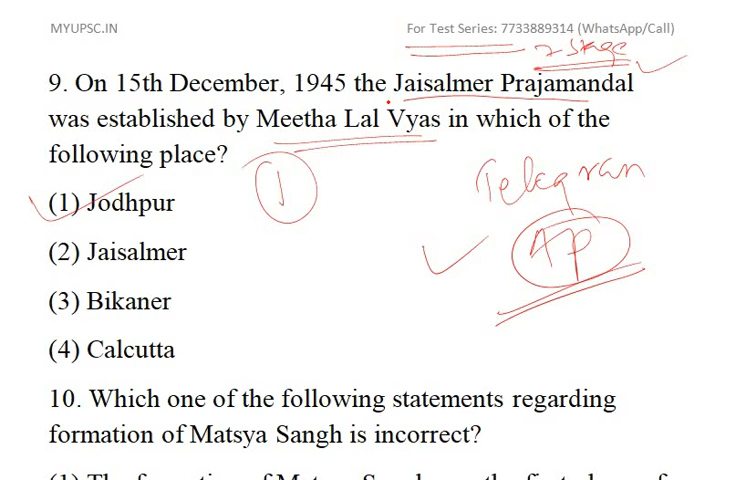 MYUPSC.IN
For Test Series: 7733889314 (WhatsApp/Call)
9. On 15th December, 1945 the Jaisalmer Prajamandal
was established by Meetha Lal Vyas in which of the
following place?
(1) Jodhpur
1
Telegram
(2) Jaisalmer
(3) Bikaner
(4) Calcutta
10. Which one of the following statements regarding
formation of Matsya Sangh is incorrect?